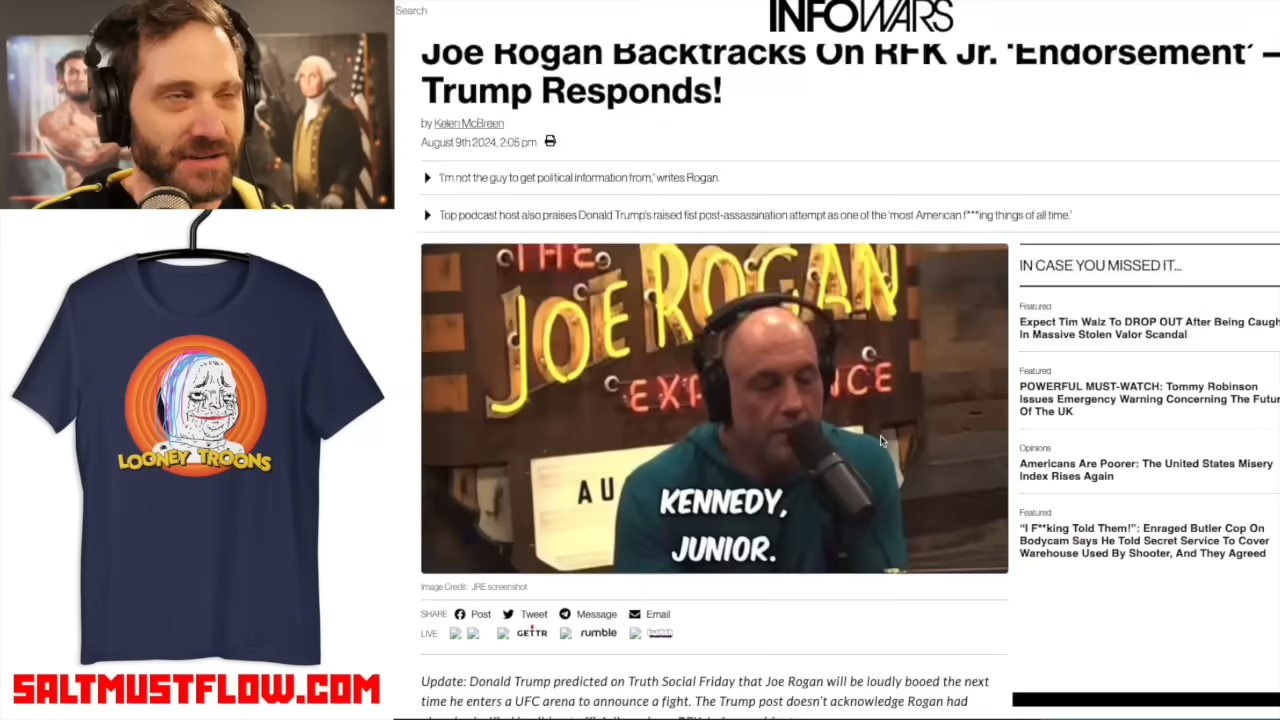 Search
INFOWARS
Joe Rogan Backtracks On RFK Jr. 'Endorsement' –
Trump Responds!
by Kelen McBreen
August 9th 2024, 2:05 pm
'I'm not the guy to get political information from,' writes Rogan.
Top podcast host also praises Donald Trump's raised fist post-assassination attempt as one of the 'most American f***ing things of all time.'
THE
JOE ROGAN
EXP NCE
AU
KENNEDY,
JUNIOR.
Image Credit: JRE screenshot
SHARE Post Tweet Message Email
LIVE GETTR rumble twitch
Update: Donald Trump predicted on Truth Social Friday that Joe Rogan will be loudly booed the next
time he enters a UFC arena to announce a fight. The Trump post doesn't acknowledge Rogan had
IN CASE YOU MISSED IT...
Featured
Expect Tim Walz To DROP OUT After Being Caugh
In Massive Stolen Valor Scandal
Featured
POWERFUL MUST-WATCH: Tommy Robinson
Issues Emergency Warning Concerning The Futur
Of The UK
Opinions
Americans Are Poorer: The United States Misery
Index Rises Again
Featured
"I F**king Told Them!": Enraged Butler Cop On
Bodycam Says He Told Secret Service To Cover
Warehouse Used By Shooter, And They Agreed
LOONEY TROONS
SALTMUSTFLOW.COM